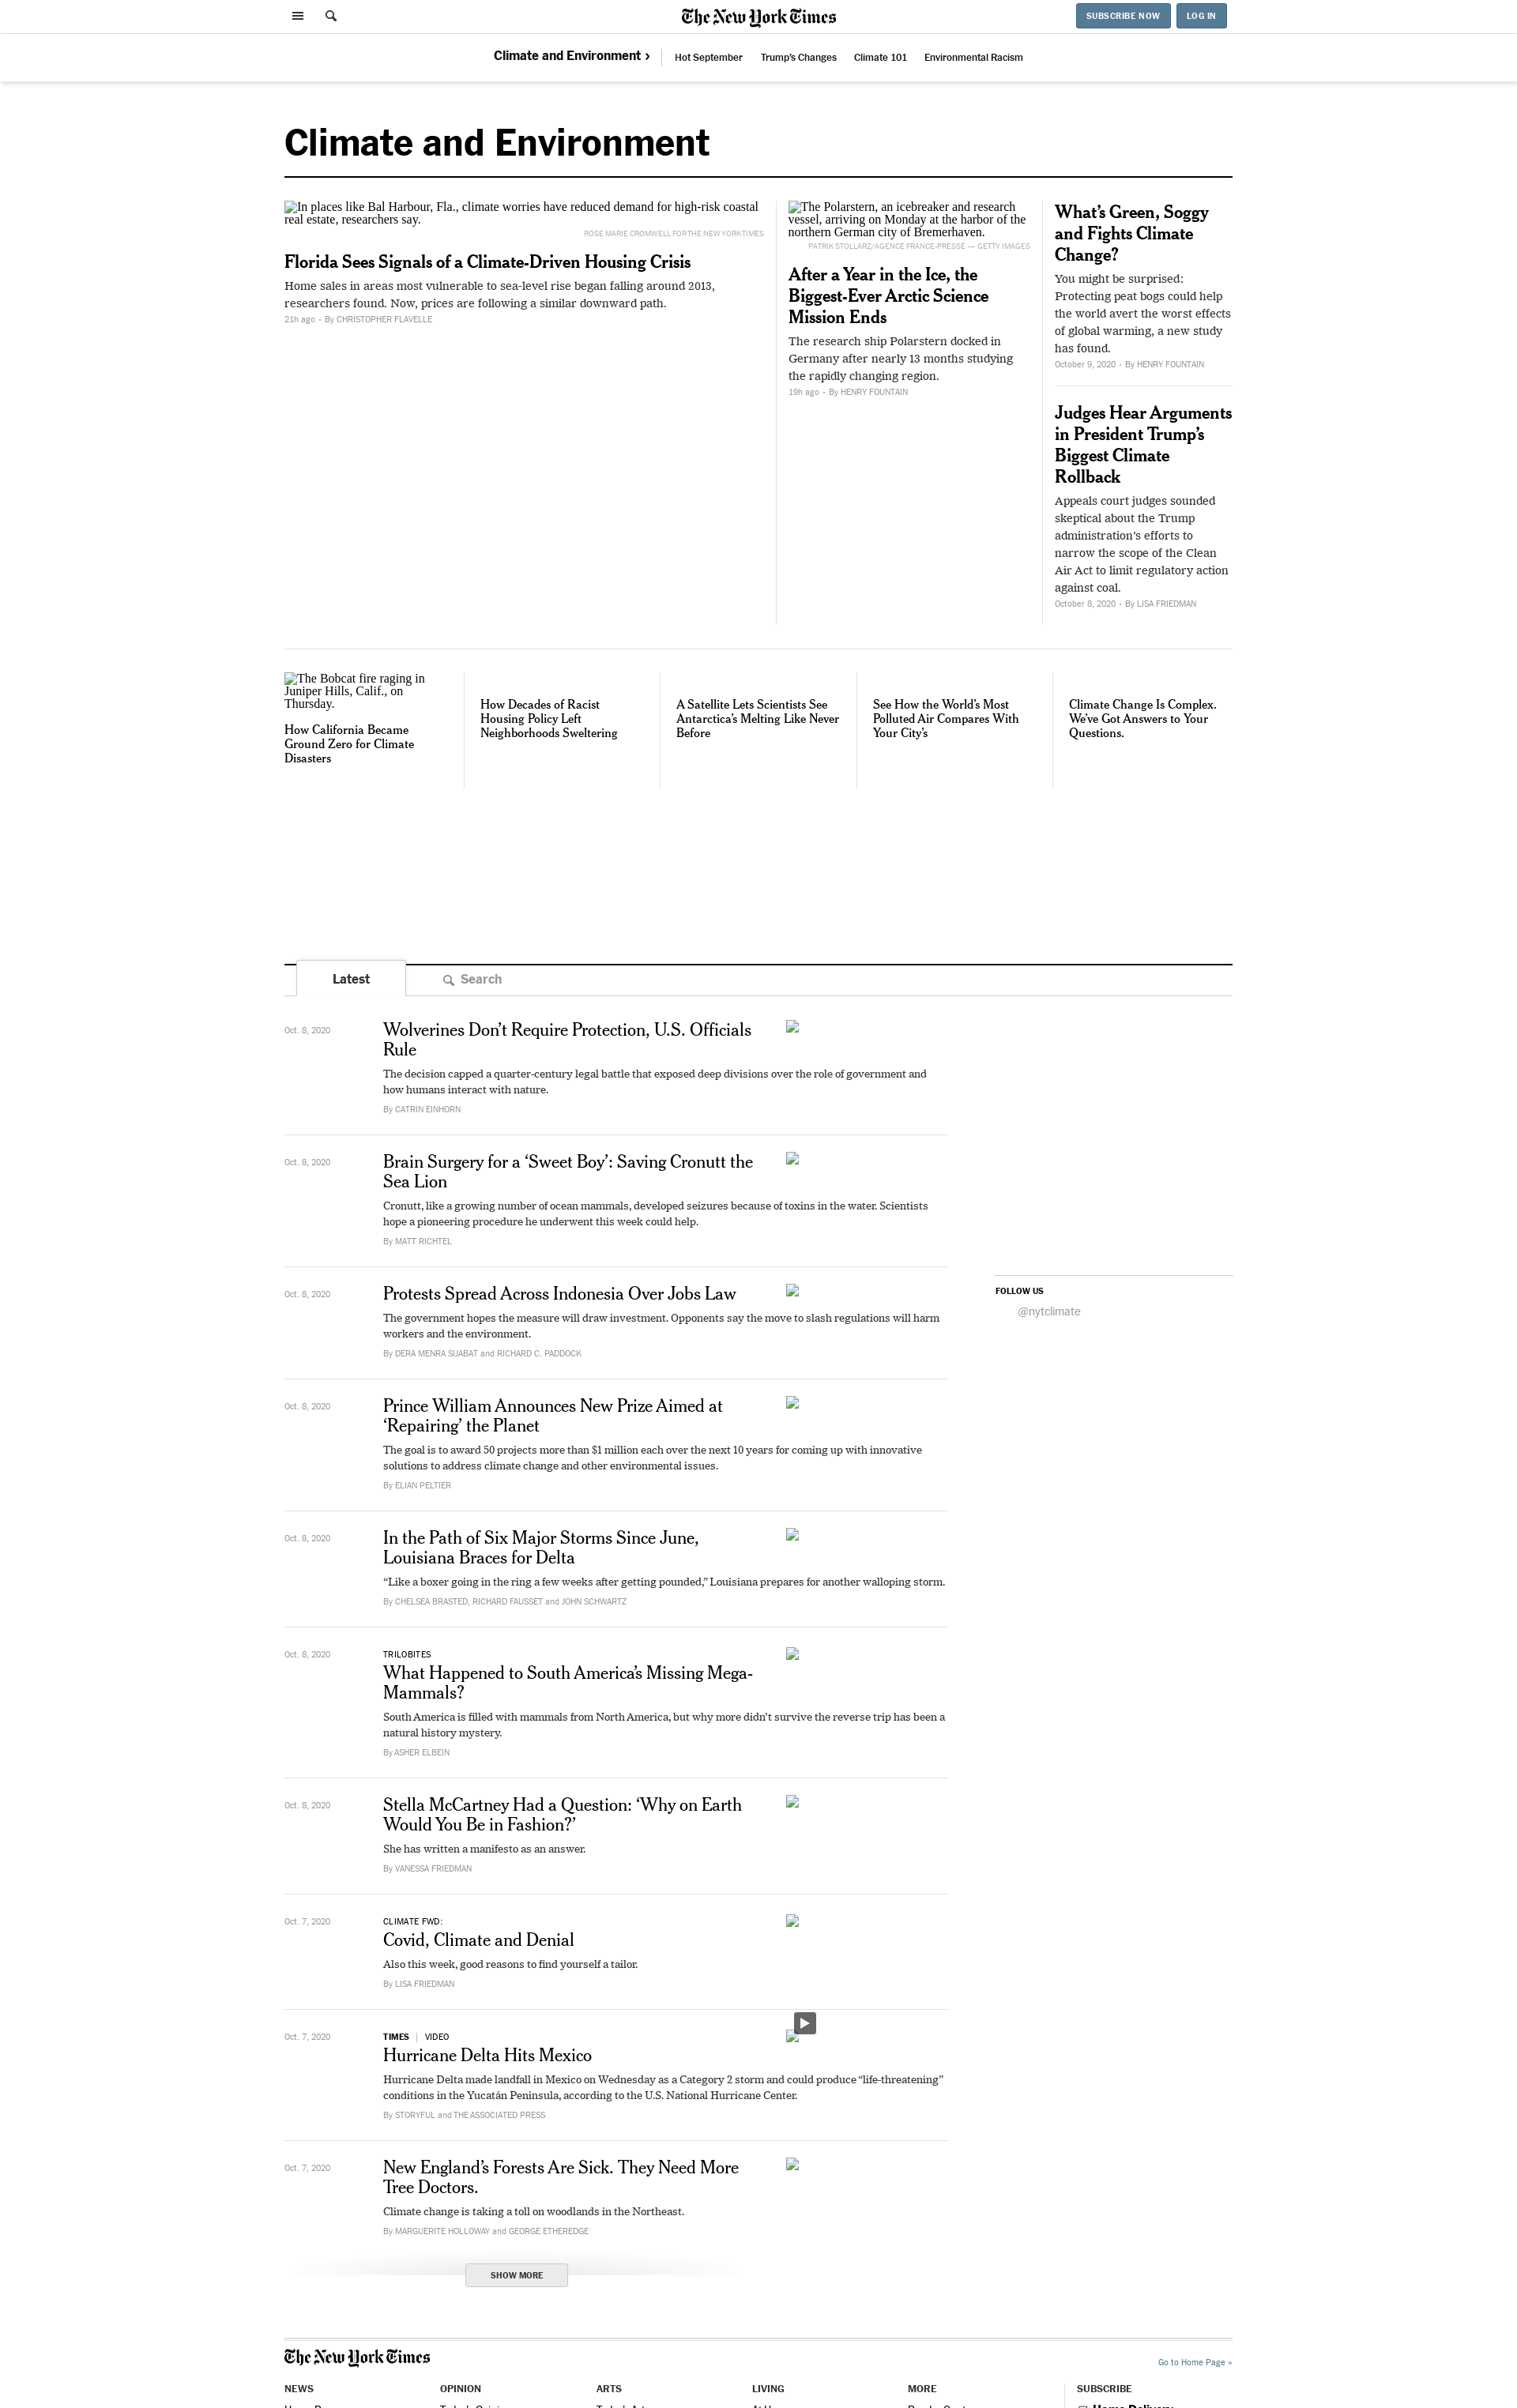 The New York Times
SUBSCRIBE NOW
LOG IN
Climate and Environment ›
Hot September
Trump's Changes
Climate 101
Environmental Racism
Climate and Environment
In places like Bal Harbour, Fla., climate worries have reduced demand for high-risk coastal
real estate, researchers say.
ROSE MARIE CROMWELL FOR THE NEW YORK TIMES
Florida Sees Signals of a Climate-Driven Housing Crisis
Home sales in areas most vulnerable to sea-level rise began falling around 2013,
researchers found. Now, prices are following a similar downward path.
21h ago • By CHRISTOPHER FLAVELLE
The Polarstern, an icebreaker and research
vessel, arriving on Monday at the harbor of the
northern German city of Bremerhaven.
PATRIK STOLLARZ/AGENCE FRANCE-PRESSE — GETTY IMAGES
After a Year in the Ice, the
Biggest-Ever Arctic Science
Mission Ends
The research ship Polarstern docked in
Germany after nearly 13 months studying
the rapidly changing region.
19h ago • By HENRY FOUNTAIN
What's Green, Soggy
and Fights Climate
Change?
You might be surprised:
Protecting peat bogs could help
the world avert the worst effects
of global warming, a new study
has found.
October 9, 2020 • By HENRY FOUNTAIN
Judges Hear Arguments
in President Trump's
Biggest Climate
Rollback
Appeals court judges sounded
skeptical about the Trump
administration's efforts to
narrow the scope of the Clean
Air Act to limit regulatory action
against coal.
October 8, 2020 • By LISA FRIEDMAN
The Bobcat fire raging in
Juniper Hills, Calif., on
Thursday.
How California Became
Ground Zero for Climate
Disasters
How Decades of Racist
Housing Policy Left
Neighborhoods Sweltering
A Satellite Lets Scientists See
Antarctica's Melting Like Never
Before
See How the World's Most
Polluted Air Compares With
Your City's
Climate Change Is Complex.
We've Got Answers to Your
Questions.
Latest
Search
Oct. 8, 2020
Wolverines Don't Require Protection, U.S. Officials
Rule
The decision capped a quarter-century legal battle that exposed deep divisions over the role of government and
how humans interact with nature.
By CATRIN EINHORN
Oct. 8, 2020
Brain Surgery for a 'Sweet Boy': Saving Cronutt the
Sea Lion
Cronutt, like a growing number of ocean mammals, developed seizures because of toxins in the water. Scientists
hope a pioneering procedure he underwent this week could help.
By MATT RICHTEL
Oct. 8, 2020
Protests Spread Across Indonesia Over Jobs Law
The government hopes the measure will draw investment. Opponents say the move to slash regulations will harm
workers and the environment.
By DERA MENRA SIJABAT and RICHARD C. PADDOCK
FOLLOW US
@nytclimate
Oct. 8, 2020
Prince William Announces New Prize Aimed at
'Repairing' the Planet
The goal is to award 50 projects more than $1 million each over the next 10 years for coming up with innovative
solutions to address climate change and other environmental issues.
By ELIAN PELTIER
Oct. 8, 2020
In the Path of Six Major Storms Since June,
Louisiana Braces for Delta
“Like a boxer going in the ring a few weeks after getting pounded,” Louisiana prepares for another walloping storm.
By CHELSEA BRASTED, RICHARD FAUSSET and JOHN SCHWARTZ
Oct. 8, 2020
TRILOBITES
What Happened to South America's Missing Mega-
Mammals?
South America is filled with mammals from North America, but why more didn't survive the reverse trip has been a
natural history mystery.
By ASHER ELBEIN
Oct. 8, 2020
Stella McCartney Had a Question: 'Why on Earth
Would You Be in Fashion?'
She has written a manifesto as an answer.
By VANESSA FRIEDMAN
Oct. 7, 2020
CLIMATE FWD:
Covid, Climate and Denial
Also this week, good reasons to find yourself a tailor.
By LISA FRIEDMAN
Oct. 7, 2020
TIMES | VIDEO
Hurricane Delta Hits Mexico
Hurricane Delta made landfall in Mexico on Wednesday as a Category 2 storm and could produce “life-threatening”
conditions in the Yucatán Peninsula, according to the U.S. National Hurricane Center.
By STORYFUL and THE ASSOCIATED PRESS
Oct. 7, 2020
New England's Forests Are Sick. They Need More
Tree Doctors.
Climate change is taking a toll on woodlands in the Northeast.
By MARGUERITE HOLLOWAY and GEORGE ETHEREDGE
SHOW MORE
The New York Times
Go to Home Page »
NEWS
OPINION
ARTS
LIVING
MORE
SUBSCRIBE